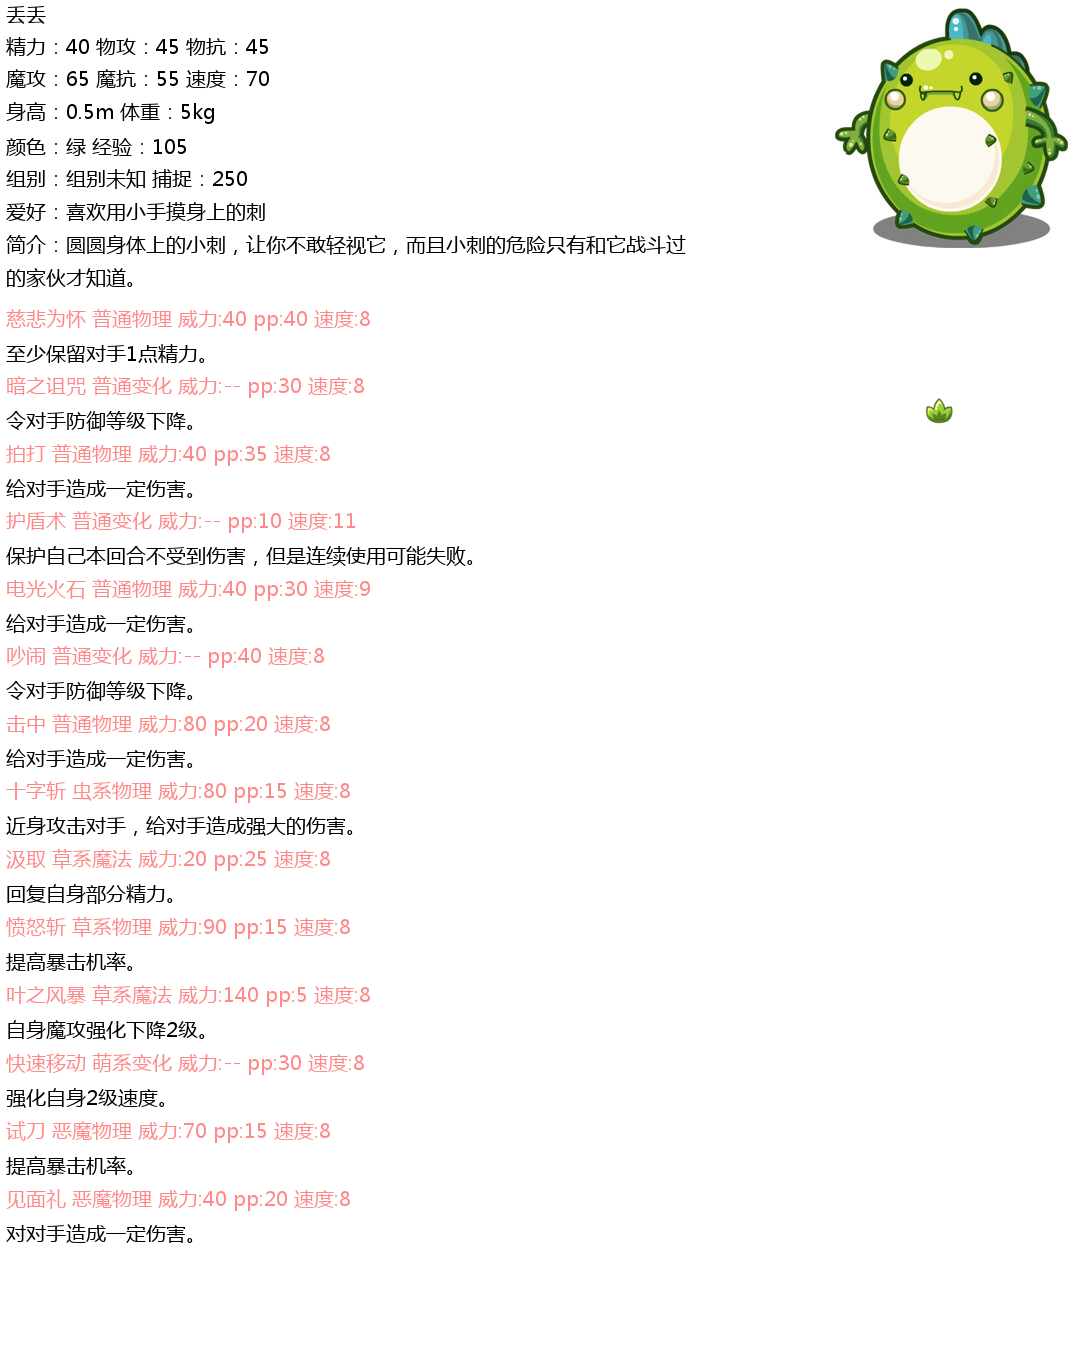 丢丢
精力：40 物攻：45 物抗：45
魔攻：65 魔抗：55 速度：70
身高：0.5m 体重：5kg
颜色：绿 经验：105
组别：组别未知 捕捉：250
爱好：喜欢用小手摸身上的刺
简介：圆圆身体上的小刺，让你不敢轻视它，而且小刺的危险只有和它战斗过
的家伙才知道。
慈悲为怀 普通物理 威力:40 pp:40 速度:8
至少保留对手1点精力。
暗之诅咒 普通变化 威力:-- pp:30 速度:8
令对手防御等级下降。
拍打 普通物理 威力:40 pp:35 速度:8
给对手造成一定伤害。
护盾术 普通变化 威力:-- pp:10 速度:11
保护自己本回合不受到伤害，但是连续使用可能失败。
电光火石 普通物理 威力:40 pp:30 速度:9
给对手造成一定伤害。
吵闹 普通变化 威力:-- pp:40 速度:8
令对手防御等级下降。
击中 普通物理 威力:80 pp:20 速度:8
给对手造成一定伤害。
十字斩 虫系物理 威力:80 pp:15 速度:8
近身攻击对手，给对手造成强大的伤害。
汲取 草系魔法 威力:20 pp:25 速度:8
回复自身部分精力。
愤怒斩 草系物理 威力:90 pp:15 速度:8
提高暴击机率。
叶之风暴 草系魔法 威力:140 pp:5 速度:8
自身魔攻强化下降2级。
快速移动 萌系变化 威力:-- pp:30 速度:8
强化自身2级速度。
试刀 恶魔物理 威力:70 pp:15 速度:8
提高暴击机率。
见面礼 恶魔物理 威力:40 pp:20 速度:8
对对手造成一定伤害。